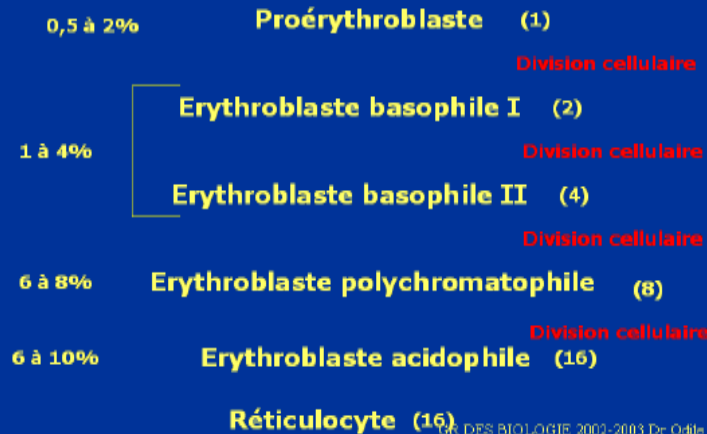 0,5 à 2% Proérythroblaste (1)
Division cellulaire
Erythroblaste basophile I (2)
1 à 4% Division cellulaire
Erythroblaste basophile II (4)
Division cellulaire
6 à 8% Erythroblaste polychromatophile (8)
Division cellulaire
6 à 10% Erythroblaste acidophile (16)
Réticulocyte (16)
DES BIOLOGIE 2002-2003 Dr Odile